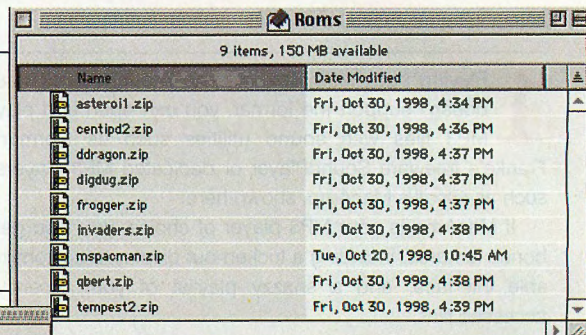 Roms
9 items, 150 MB available
Name Date Modified
asteroi1.zip Fri, Oct 30, 1998, 4:34 PM
centipd2.zip Fri, Oct 30, 1998, 4:36 PM
ddragon.zip Fri, Oct 30, 1998, 4:37 PM
digdug.zip Fri, Oct 30, 1998, 4:37 PM
frogger.zip Fri, Oct 30, 1998, 4:37 PM
invaders.zip Fri, Oct 30, 1998, 4:38 PM
mspacman.zip Tue, Oct 20, 1998, 10:45 AM
qbert.zip Fri, Oct 30, 1998, 4:38 PM
tempest2.zip Fri, Oct 30, 1998, 4:39 PM